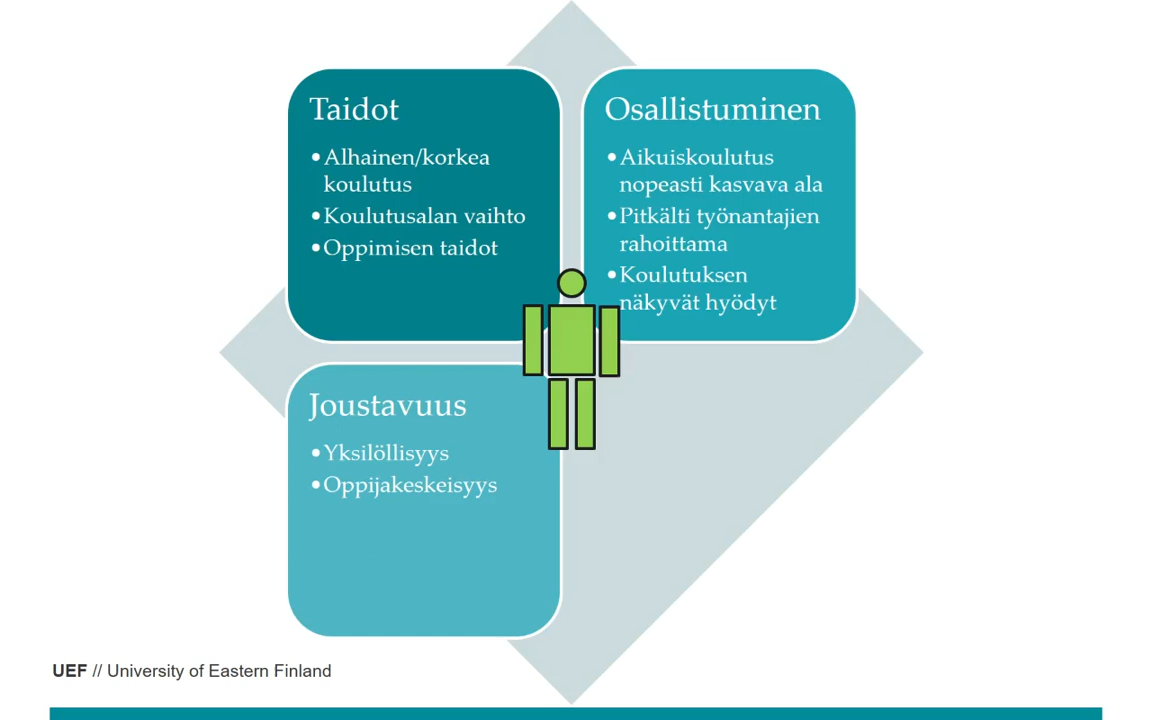 Taidot
•Alhainen/korkea
koulutus
•Koulutusalan vaihto
•Oppimisen taidot
Osallistuminen
•Aikuiskoulutus
nopeasti kasvava ala
•Pitkälti työnantajien
rahoittama
•Koulutuksen
näkyvät hyödyt
Joustavuus
•Yksilöllisyys
•Oppijakeskeisyys
UEF // University of Eastern Finland